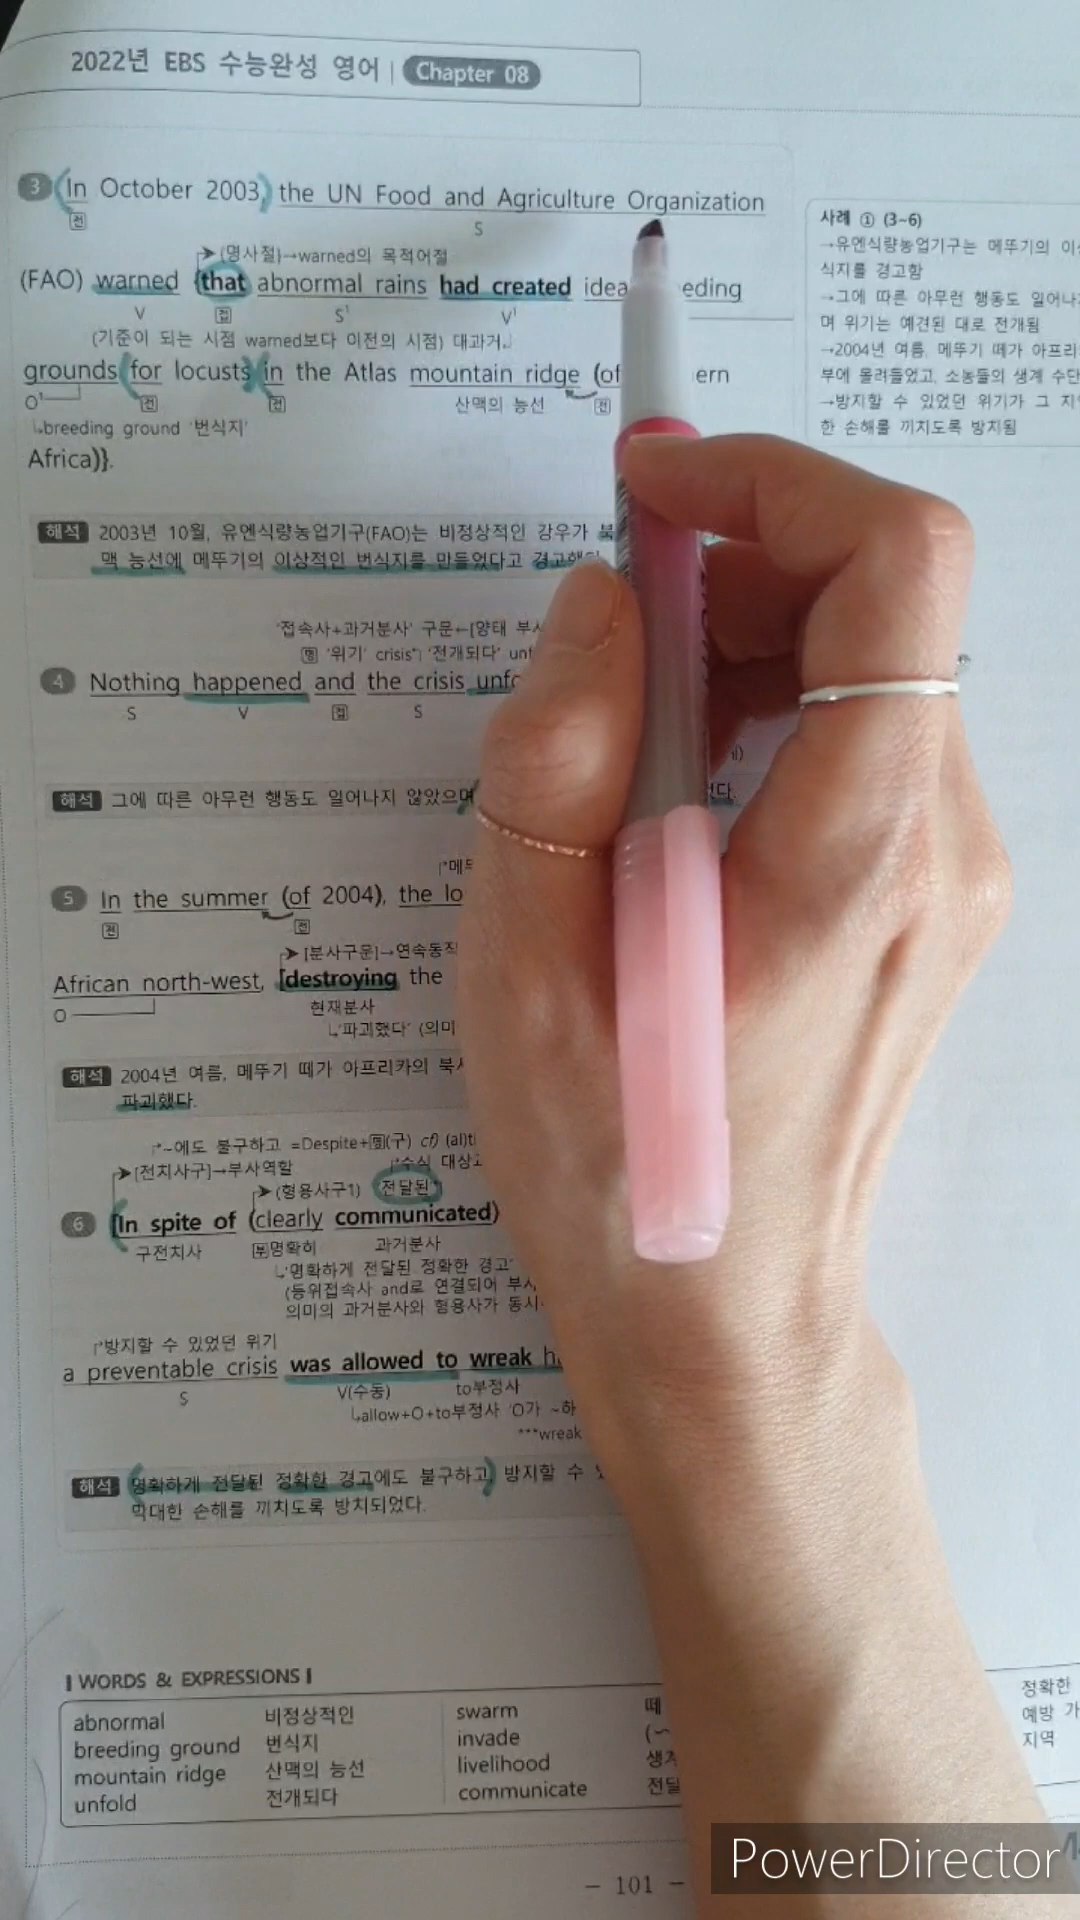 2022년 EBS 수능완성 영어 | Chapter 08
3 (In October 2003,) the UN Food and Agriculture Organization
전 S
(명사절)→warned의 목적어절
(FAO) warned {that abnormal rains had created eding
V 접 S' V'
(기준이 되는 시점 warned보다 이전의 시점) 대과거
grounds (for locusts) (in the Atlas mountain ridge (of ern
O' 전 전 산맥의 능선 전
breeding ground '번식지'
Africa)}.
해석 2003년 10월, 유엔식량농업기구(FAO)는 비정상적인 강우가
맥 능선에 메뚜기의 이상적인 번식지를 만들었다고
사례 ① (3~6)
→유엔식량농업기구는 메뚜기의
식지를 경고함
→그에 따른 아무런 행동도
며 위기는 예견된 대로 전개됨
→2004년 여름, 메뚜기 떼가
부에 몰려들었고, 소농들의 생계
→방지할 수 있었던 위기가 그
한 손해를 끼치도록 방치됨
'접속사+과거분사' 구문←[양태
명 '위기' crisis '전개되다'
4 Nothing happened and the crisis
S V 접 S
해석 그에 따른 아무런 행동도 일어나지 않았으며
5 In the summer (of 2004), the
전 전
[분사구문]→연속동작
African north-west, [destroying the
O 현재분사
'파괴했다' (의미
해석 2004년 여름, 메뚜기 떼가 아프리카의
파괴했다.
~에도 불구하고 =Despite+명(구) cf)
[전치사구]→부사역할 수식
(형용사구1) 전달된
6 [In spite of (clearly communicated)
구전치사 부명확히 과거분사
'명확하게 전달된 정확한 경고'
(등위접속사 and로 연결되어
의미의 과거분사와 형용사가
'방지할 수 있었던 위기
a preventable crisis was allowed to wreak
S V(수동) to부정사
allow+O+to부정사 'O가
***wreak
해석 명확하게 전달된 정확한 경고에도 불구하고 방지할 수
막대한 손해를 끼치도록 방치되었다.
WORDS & EXPRESSIONS
abnormal 비정상적인 swarm 떼 정확한
breeding ground 번식지 invade 예방
mountain ridge 산맥의 능선 livelihood 지역
unfold 전개되다 communicate
PowerDirector
- 101 -